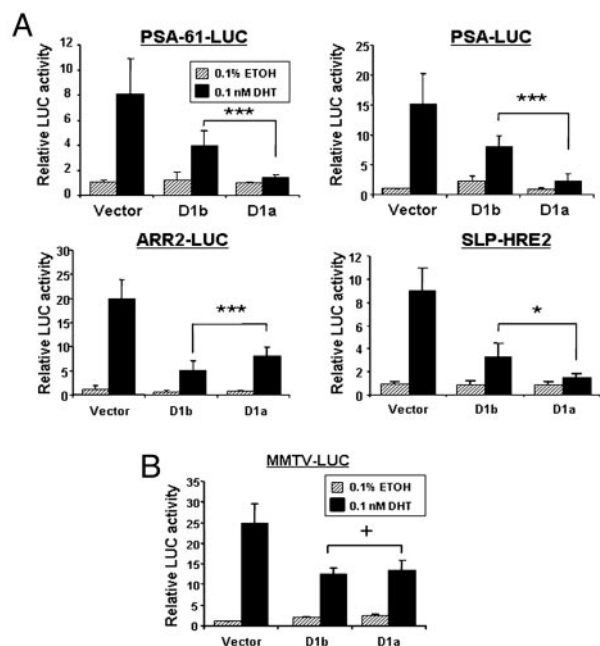 A
PSA-61-LUC
Relative LUC activity
12
10
8
6
4
2
0
0.1% ETOH
0.1 nM DHT
***
Vector D1b D1a
PSA-LUC
Relative LUC activity
25
20
15
10
5
0
***
Vector D1b D1a
ARR2-LUC
Relative LUC activity
30
25
20
15
10
5
0
***
Vector D1b D1a
SLP-HRE2
Relative LUC activity
12
10
8
6
4
2
0
*
Vector D1b D1a
B
MMTV-LUC
Relative LUC activity
35
30
25
20
15
10
5
0
0.1% ETOH
0.1 nM DHT
+
Vector D1b D1a